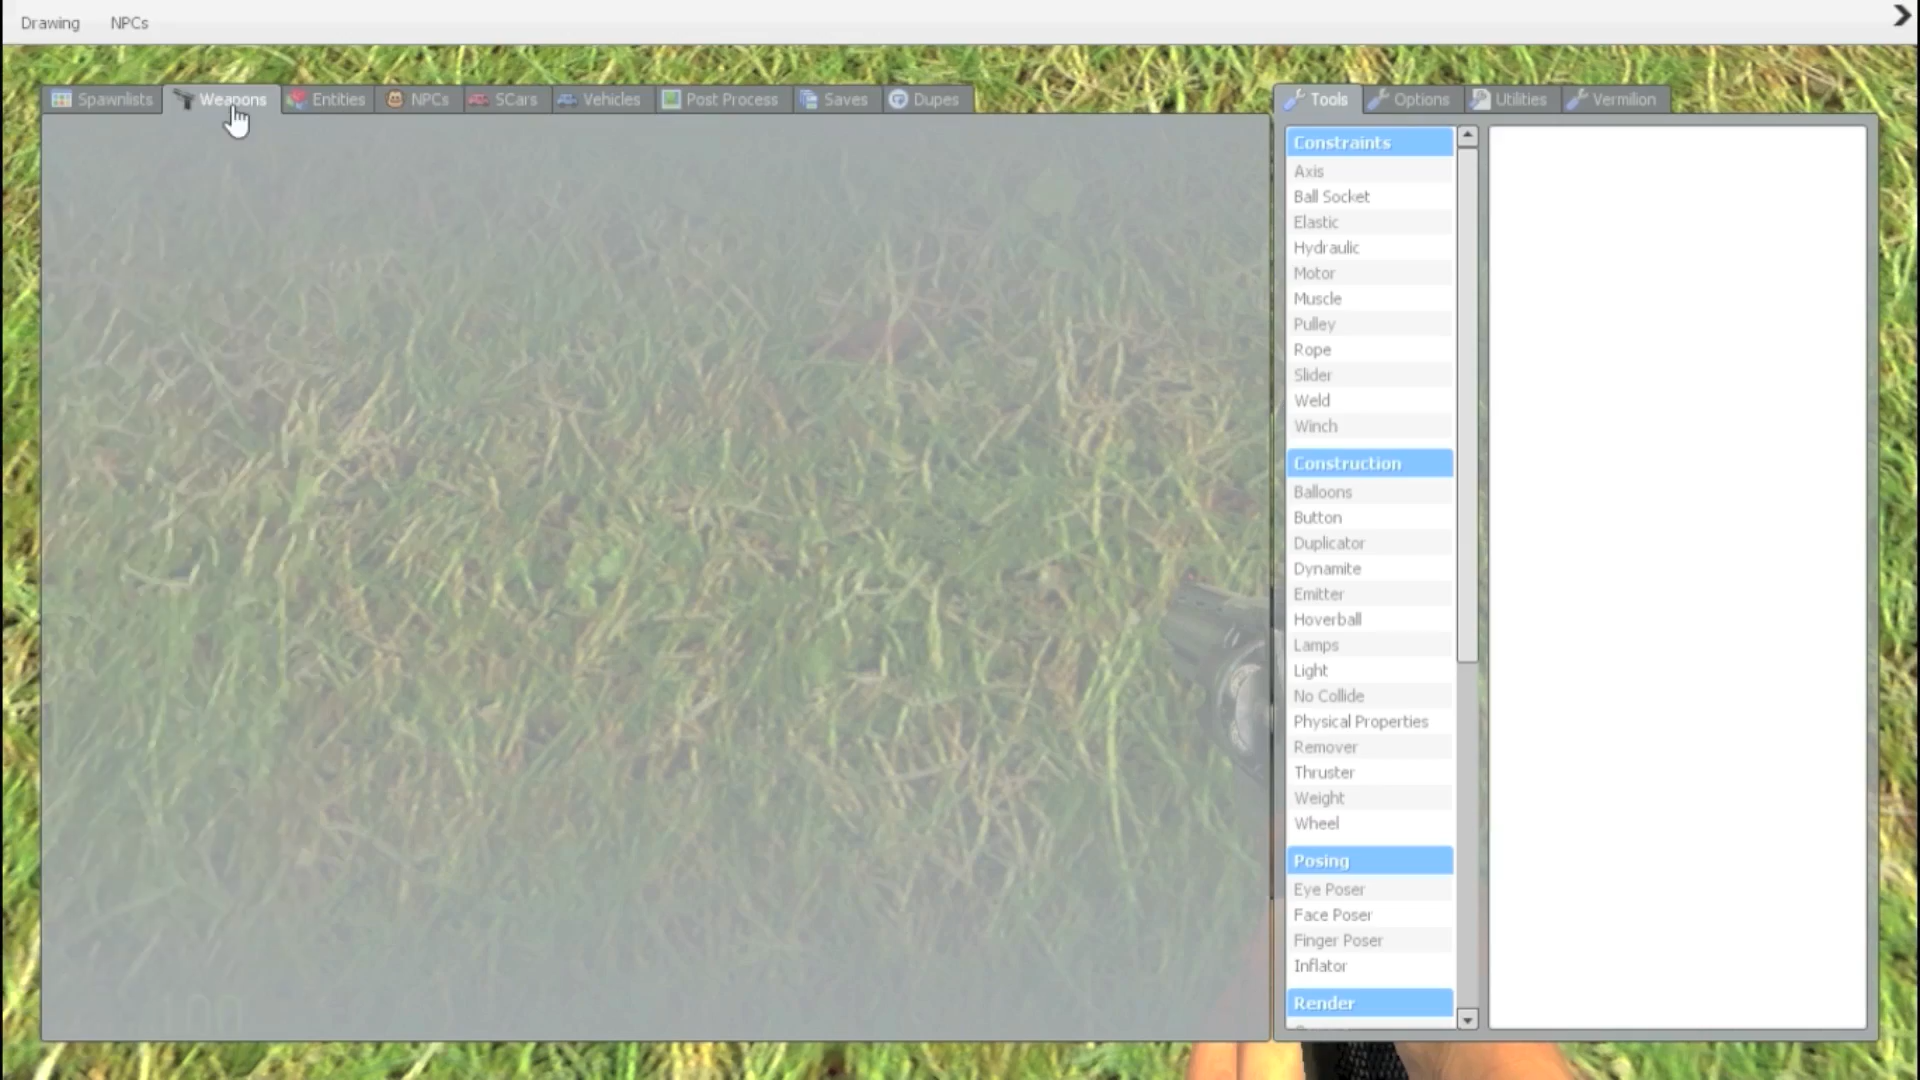 Drawing NPCs
Spawnlists Weapons Entities NPCs SCars Vehicles Post Process Saves Dupes
Tools Options Utilities Vermilion
Constraints
Axis
Ball Socket
Elastic
Hydraulic
Motor
Muscle
Pulley
Rope
Slider
Weld
Winch
Construction
Balloons
Button
Duplicator
Dynamite
Emitter
Hoverball
Lamps
Light
No Collide
Physical Properties
Remover
Thruster
Weight
Wheel
Posing
Eye Poser
Face Poser
Finger Poser
Inflator
Render
100